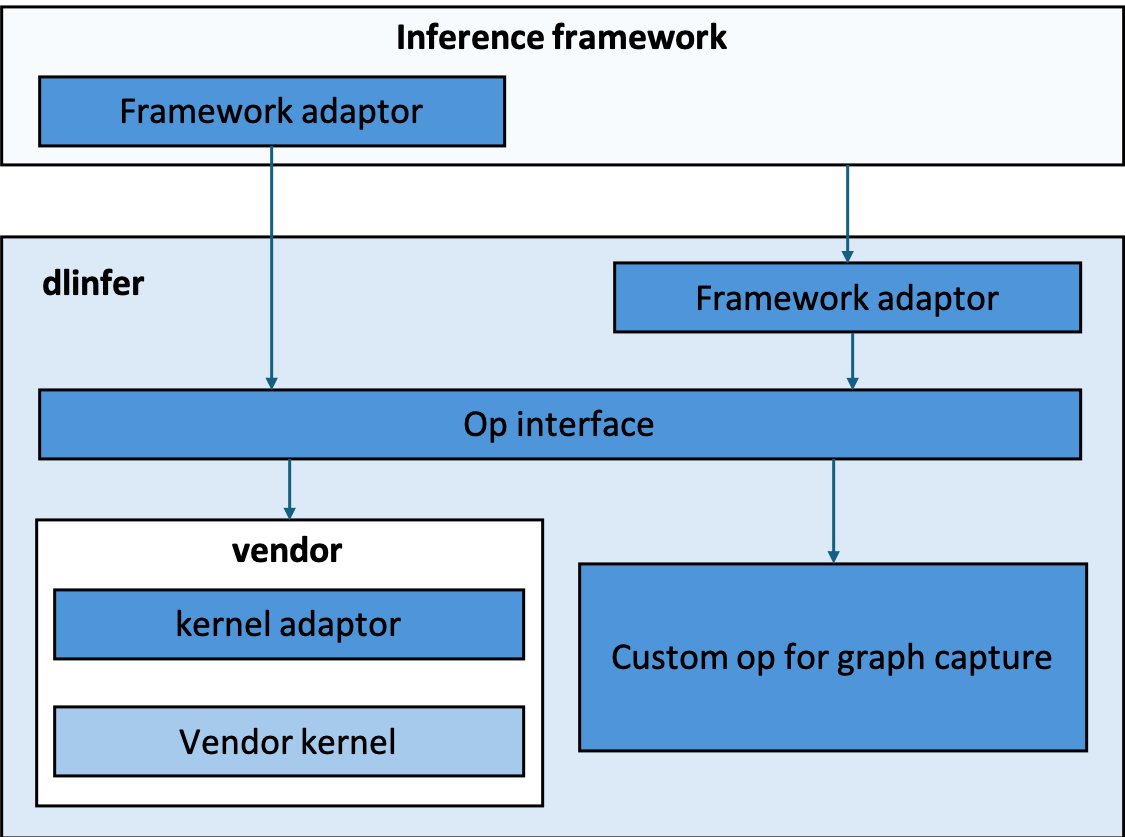 Inference framework
Framework adaptor
dlinfer
Framework adaptor
Op interface
vendor
kernel adaptor
Vendor kernel
Custom op for graph capture